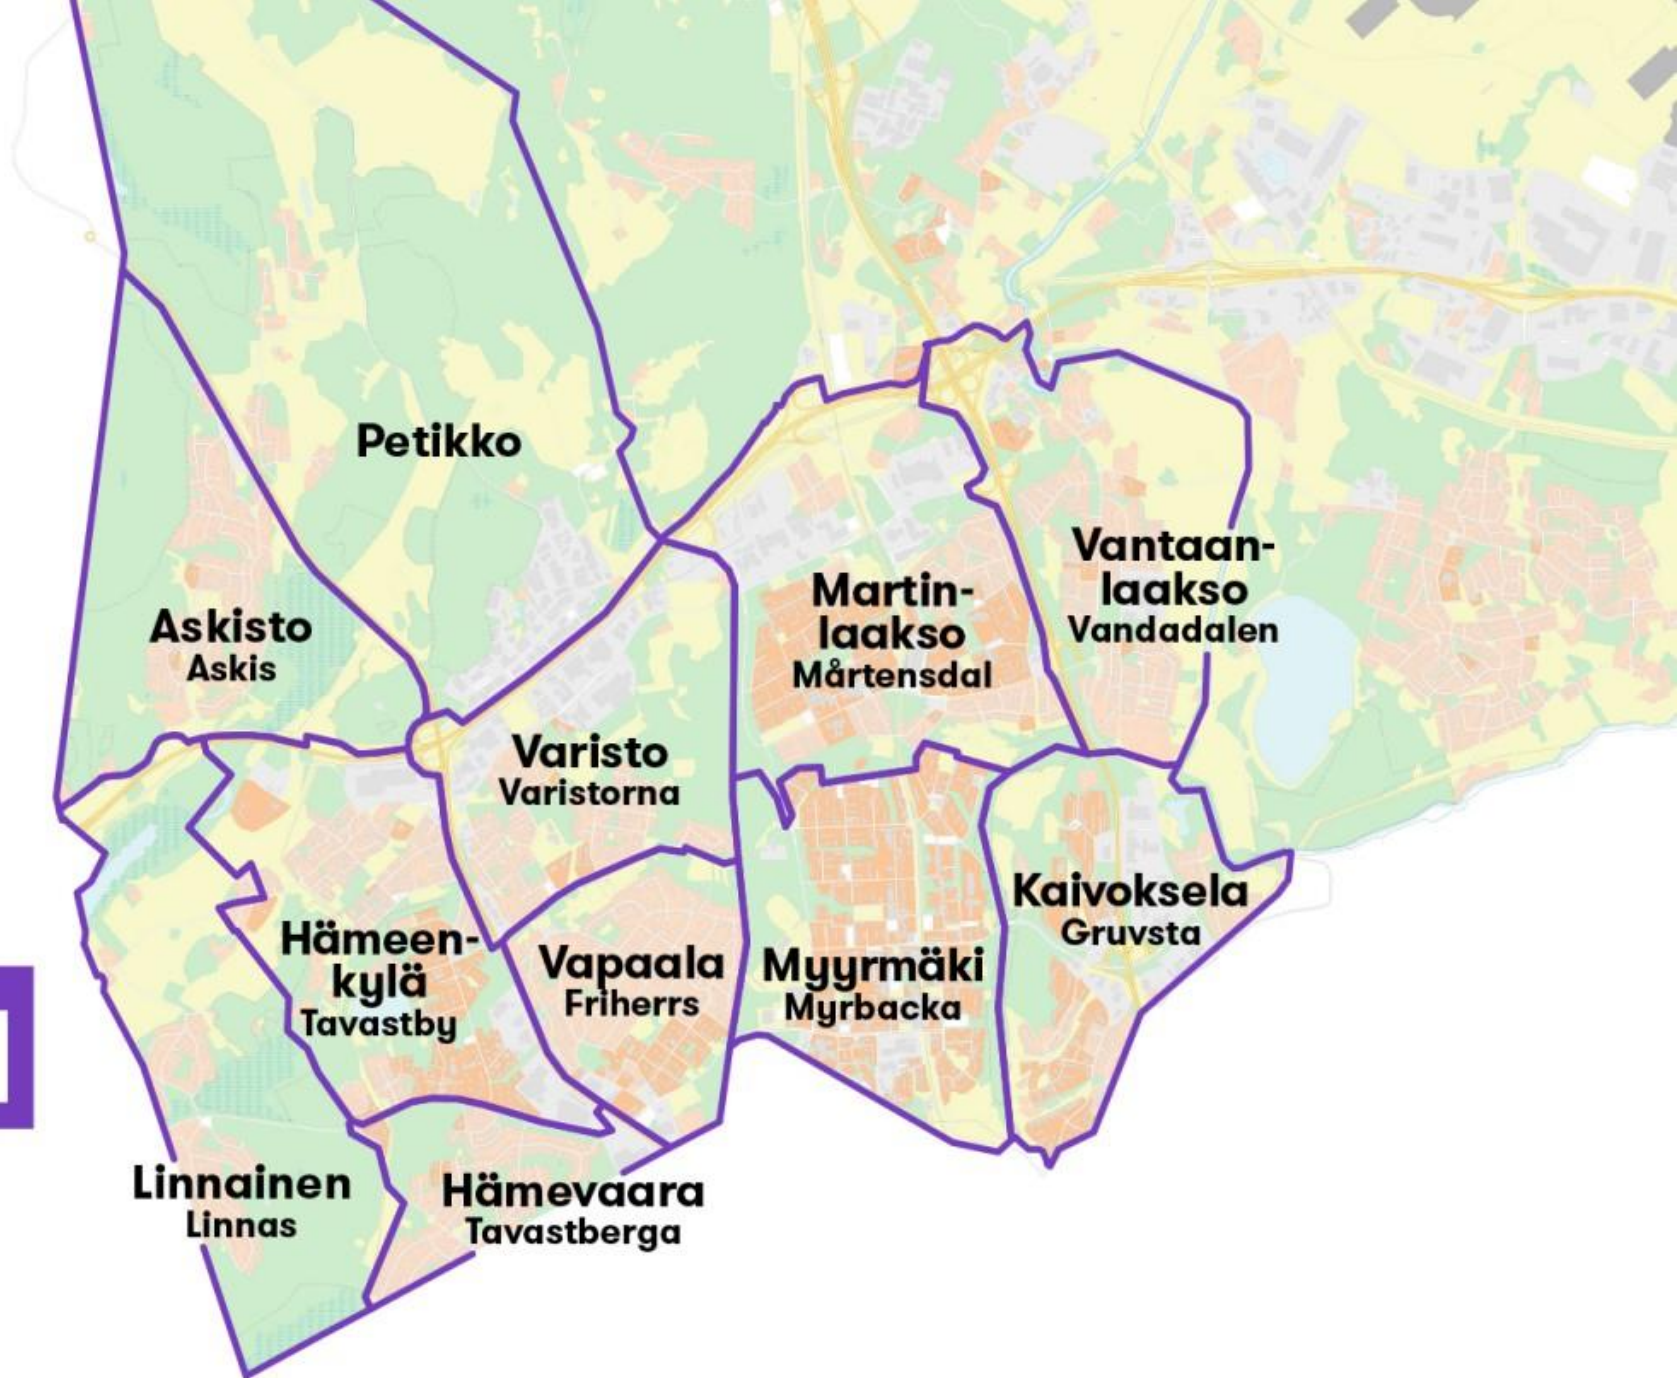 Petikko
Askisto
Askis
Martin-
laakso
Mårtensdal
Vantaan-
laakso
Vandadalen
Varisto
Varistorna
Kaivoksela
Gruvsta
Hämeen-
kylä
Tavastby
Vapaala
Friherrs
Myyrmäki
Myrbacka
Linnainen
Linnas
Hämevaara
Tavastberga